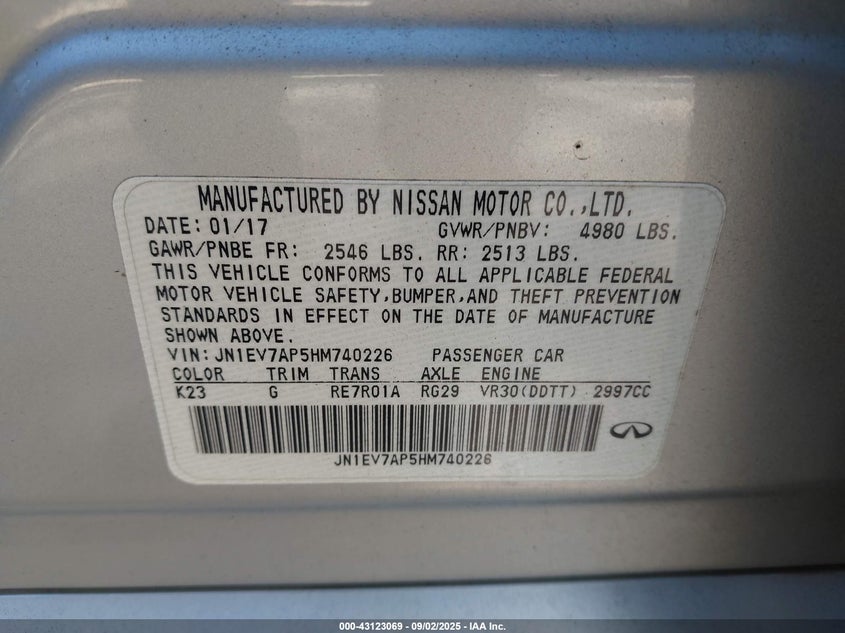 MANUFACTURED BY NISSAN MOTOR CO.,LTD.
DATE: 01/17 GVWR/PNBV: 4980 LBS.
GAWR/PNBE FR: 2546 LBS. RR: 2513 LBS.
THIS VEHICLE CONFORMS TO ALL APPLICABLE FEDERAL
MOTOR VEHICLE SAFETY,BUMPER,AND THEFT PREVENTION
STANDARDS IN EFFECT ON THE DATE OF MANUFACTURE
SHOWN ABOVE.
VIN:JN1EV7AP5HM740226 PASSENGER CAR
COLOR TRIM TRANS AXLE ENGINE
K23 G RE7R01A RG29 VR30(DDTT) 2997CC
JN1EV7AP5HM740226
000-43123069 - 09/02/2025 - IAA Inc.